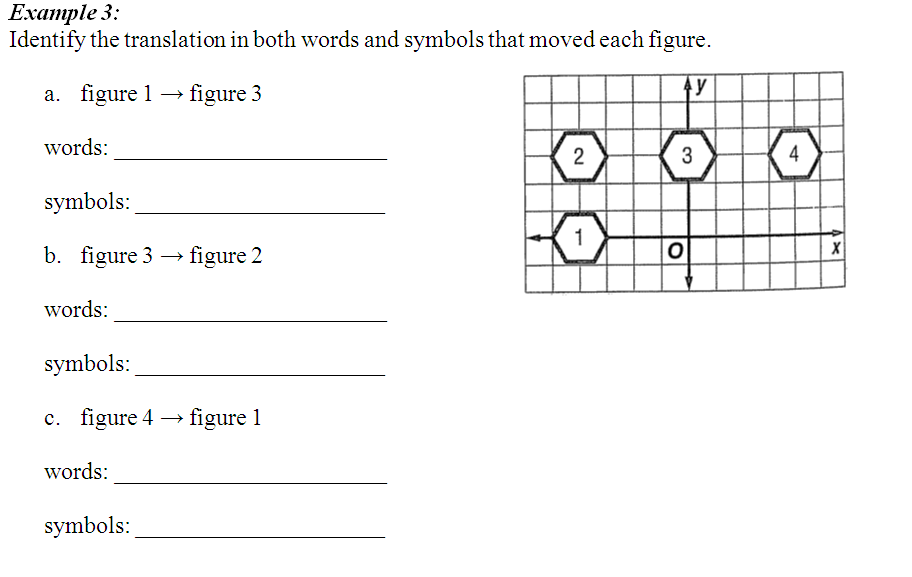 Example 3:
Identify the translation in both words and symbols that moved each figure.
a. figure 1 → figure 3
words:
symbols:
b. figure 3 → figure 2
words:
symbols:
c. figure 4 → figure 1
words:
symbols:
y
2 3 4
1
O x